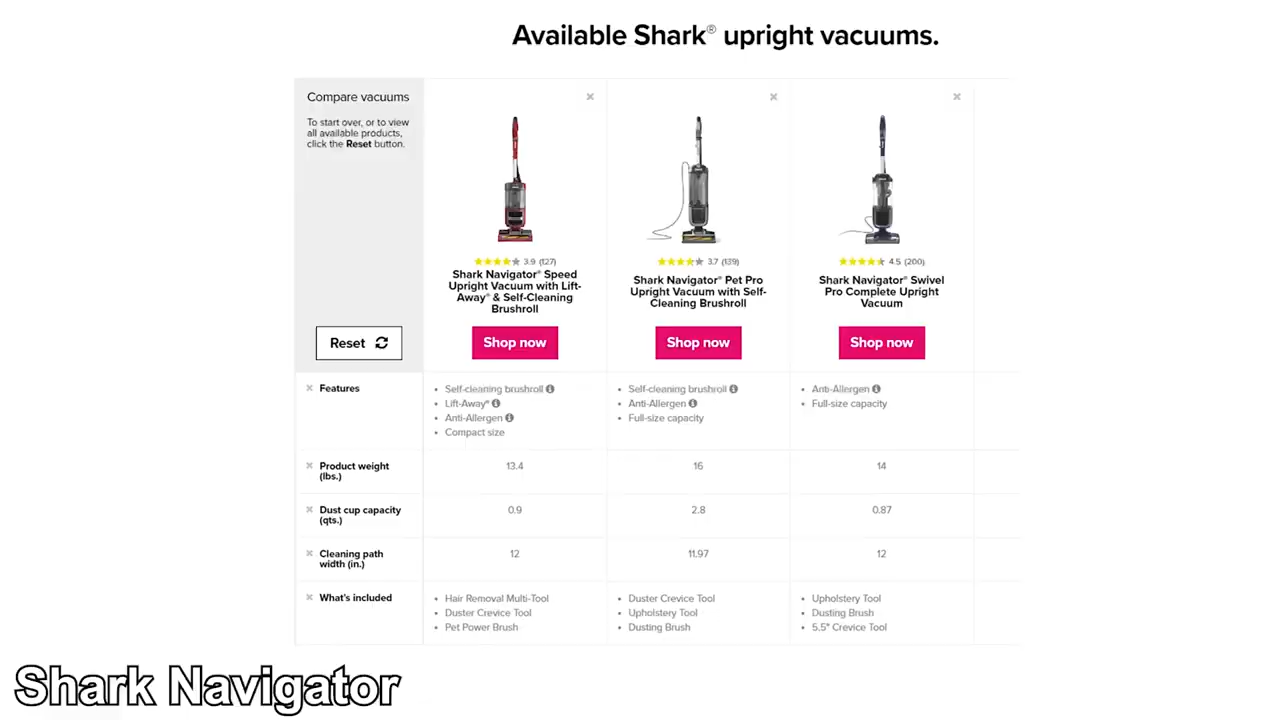 Available Shark® upright vacuums.
Compare vacuums
To start over, or to view
all available products,
click the Reset button.
Reset
3.9 (127)
Shark Navigator® Speed
Upright Vacuum with Lift-
Away® & Self-Cleaning
Brushroll
Shop now
3.7 (139)
Shark Navigator® Pet Pro
Upright Vacuum with Self-
Cleaning Brushroll
Shop now
4.5 (200)
Shark Navigator® Swivel
Pro Complete Upright
Vacuum
Shop now
Features
• Self-cleaning brushroll
• Lift-Away®
• Anti-Allergen
• Compact size
• Self-cleaning brushroll
• Anti-Allergen
• Full-size capacity
• Anti-Allergen
• Full-size capacity
Product weight
(lbs.)
13.4
16
14
Dust cup capacity
(qts.)
0.9
2.8
0.87
Cleaning path
width (in.)
12
11.97
12
What's included
• Hair Removal Multi-Tool
• Duster Crevice Tool
• Pet Power Brush
• Duster Crevice Tool
• Upholstery Tool
• Dusting Brush
• Upholstery Tool
• Dusting Brush
• 5.5" Crevice Tool
Shark Navigator